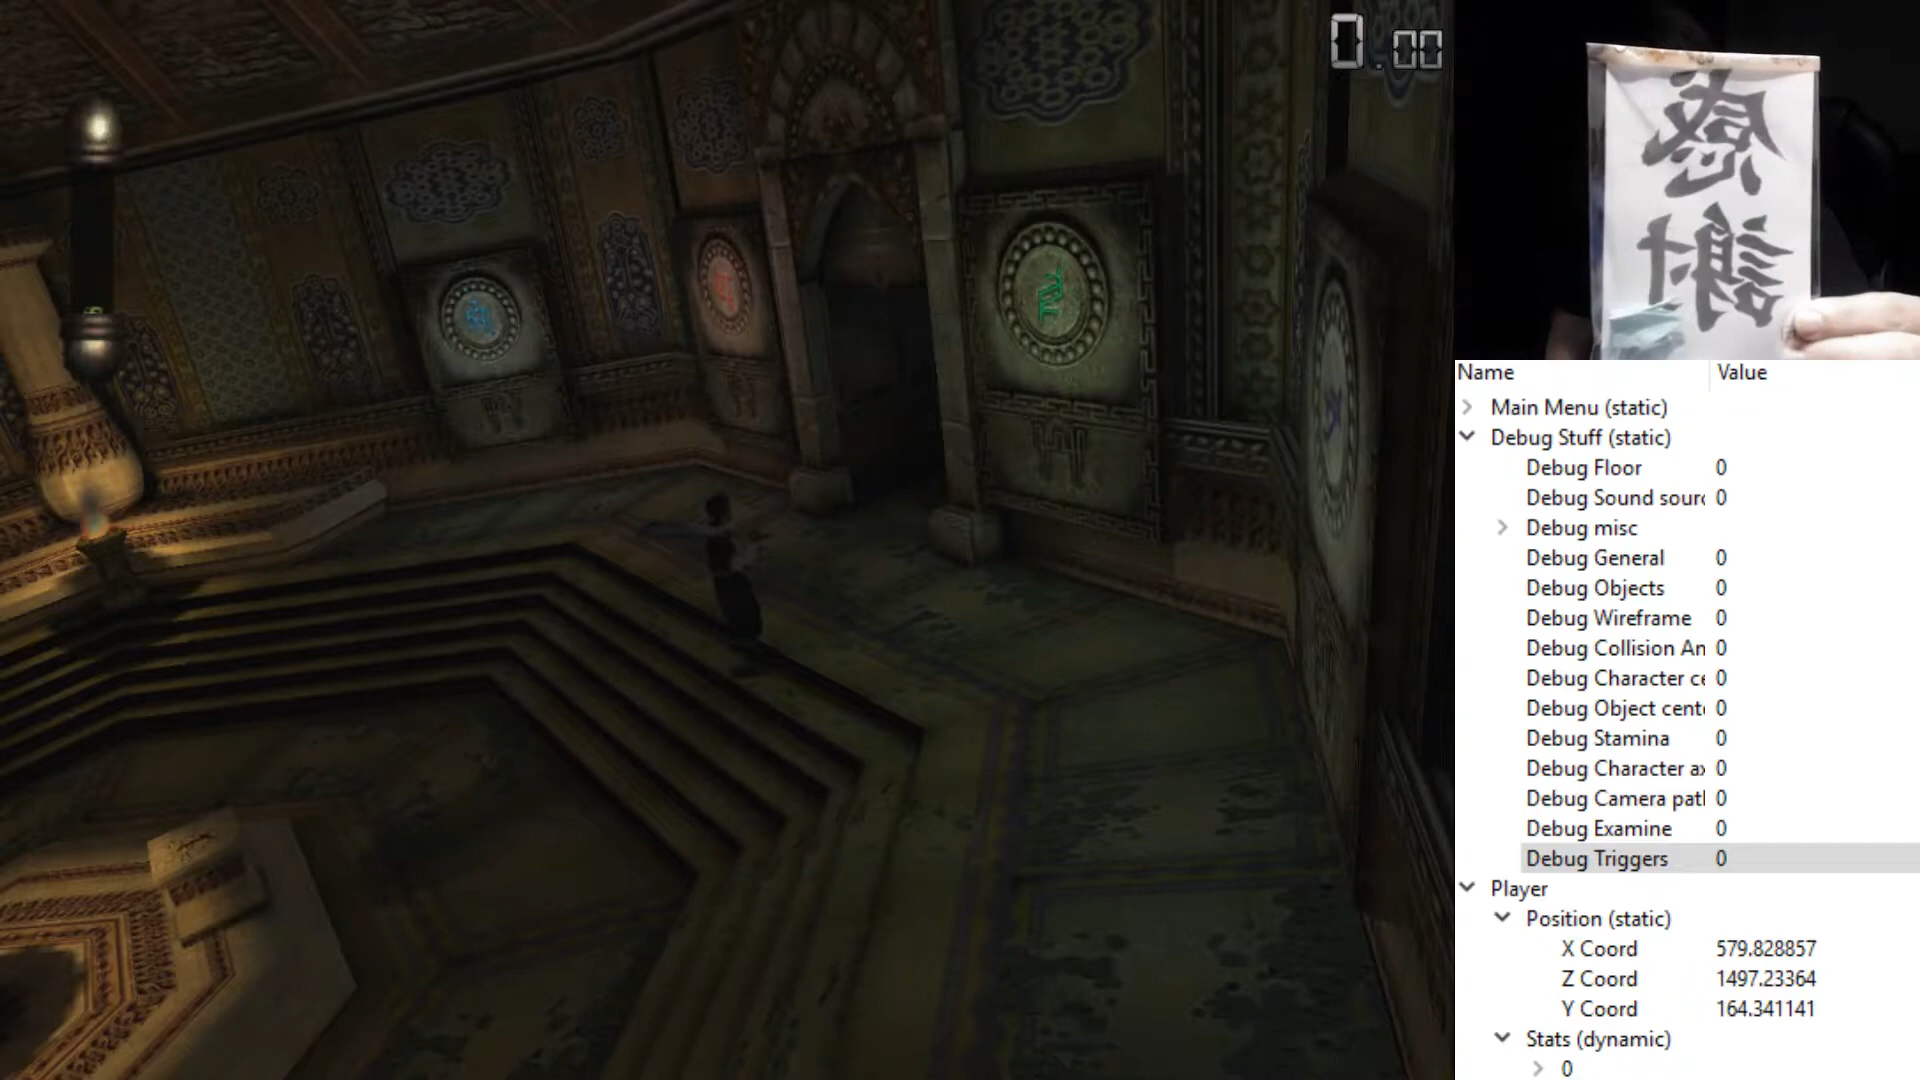 0.00
感
謝
Name Value
Main Menu (static)
Debug Stuff (static)
Debug Floor 0
Debug Sound sourc 0
Debug misc
Debug General 0
Debug Objects 0
Debug Wireframe 0
Debug Collision An 0
Debug Character ce 0
Debug Object cente 0
Debug Stamina 0
Debug Character ax 0
Debug Camera path 0
Debug Examine 0
Debug Triggers 0
Player
Position (static)
X Coord 579.828857
Z Coord 1497.23364
Y Coord 164.341141
Stats (dynamic)
0